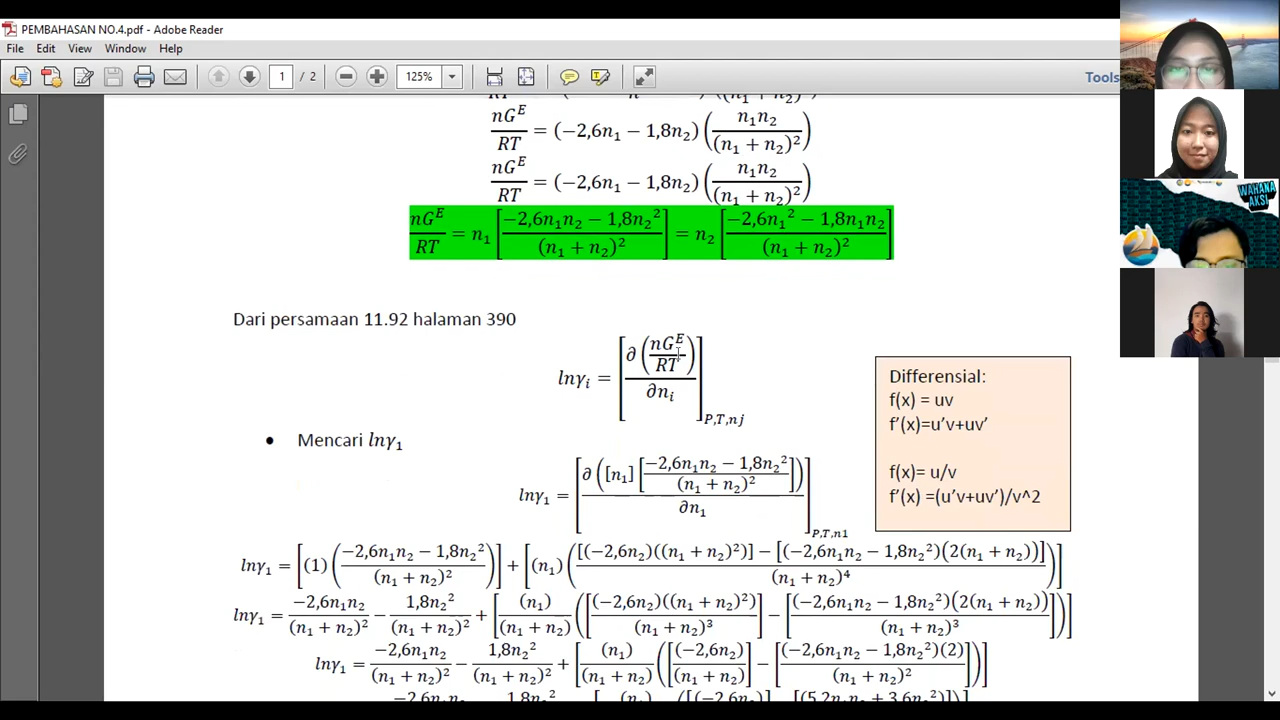 PEMBAHASAN NO.4.pdf - Adobe Reader
File Edit View Window Help
1 / 2 125% Tools
nG^E/RT = (−2,6n₁ − 1,8n₂) (n₁n₂/(n₁ + n₂)²)
nG^E/RT = (−2,6n₁ − 1,8n₂) (n₁n₂/(n₁ + n₂)²)
nG^E/RT = n₁ [(−2,6n₁n₂ − 1,8n₂²)/(n₁ + n₂)²] = n₂ [(−2,6n₁² − 1,8n₁n₂)/(n₁ + n₂)²]
Dari persamaan 11.92 halaman 390
lnγᵢ = [∂(nG^E/RT)/∂nᵢ]P,T,nj
• Mencari lnγ₁
lnγ₁ = [∂([n₁] [(−2,6n₁n₂ − 1,8n₂²)/(n₁ + n₂)²])/∂n₁]P,T,n1
lnγ₁ = [(1) ((−2,6n₁n₂ − 1,8n₂²)/(n₁ + n₂)²)] + [(n₁) (([(−2,6n₂)((n₁ + n₂)²)] − [(−2,6n₁n₂ − 1,8n₂²)(2(n₁ + n₂))])/(n₁ + n₂)⁴)]
lnγ₁ = −2,6n₁n₂/(n₁ + n₂)² − 1,8n₂²/(n₁ + n₂)² + [(n₁)/(n₁ + n₂) ([(−2,6n₂)((n₁ + n₂)²)/(n₁ + n₂)³] − [(−2,6n₁n₂ − 1,8n₂²)(2(n₁ + n₂))/(n₁ + n₂)³])]
lnγ₁ = −2,6n₁n₂/(n₁ + n₂)² − 1,8n₂²/(n₁ + n₂)² + [(n₁)/(n₁ + n₂) ([(−2,6n₂)/(n₁ + n₂)] − [(−2,6n₁n₂ − 1,8n₂²)(2)/(n₁ + n₂)²])]
Differensial:
f(x) = uv
f’(x)=u’v+uv’
f(x)= u/v
f’(x) =(u’v+uv’)/v^2
WAHANA
AKSI